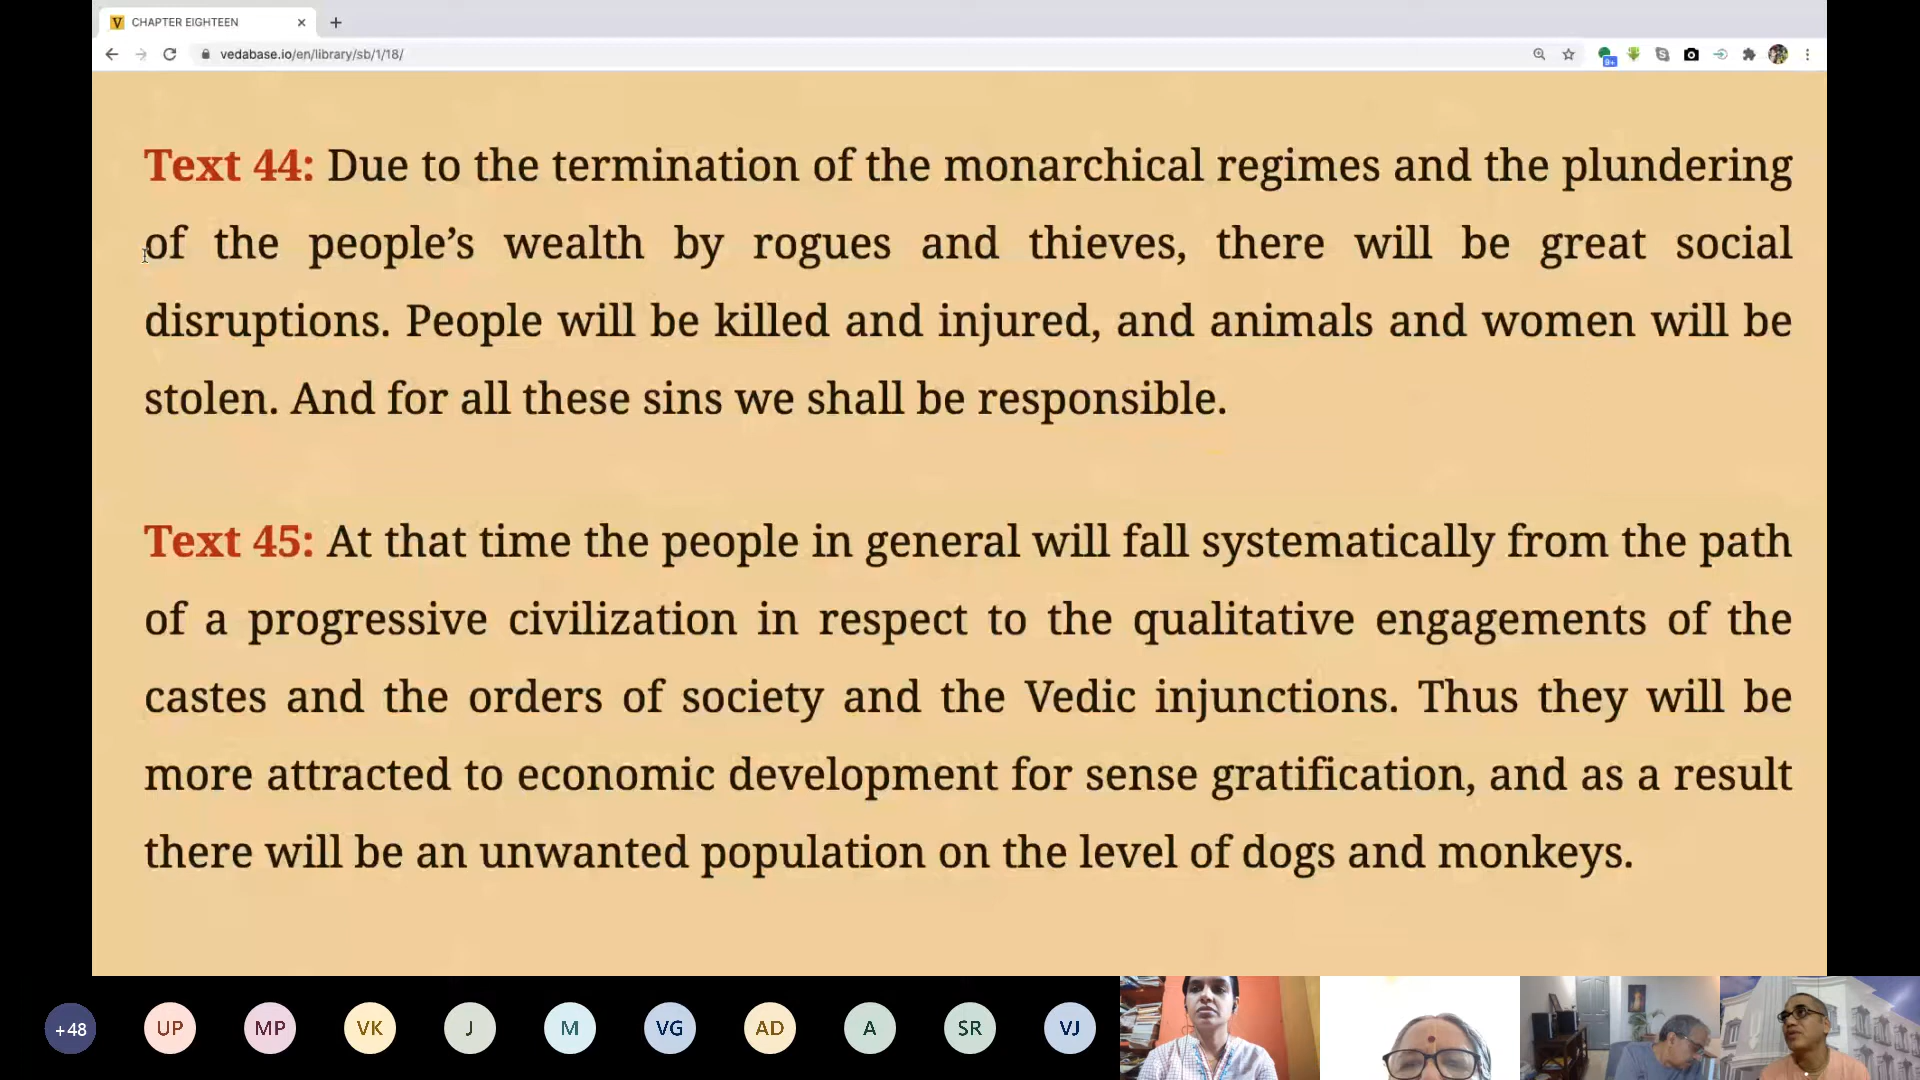 V CHAPTER EIGHTEEN
vedabase.io/en/library/sb/1/18/
9+
Text 44: Due to the termination of the monarchical regimes and the plundering
of the people’s wealth by rogues and thieves, there will be great social
disruptions. People will be killed and injured, and animals and women will be
stolen. And for all these sins we shall be responsible.
Text 45: At that time the people in general will fall systematically from the path
of a progressive civilization in respect to the qualitative engagements of the
castes and the orders of society and the Vedic injunctions. Thus they will be
more attracted to economic development for sense gratification, and as a result
there will be an unwanted population on the level of dogs and monkeys.
+48 UP MP VK J M VG AD A SR VJ